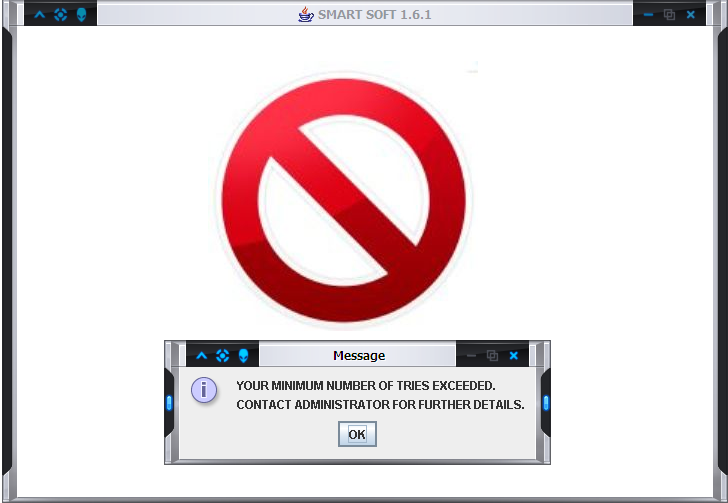 SMART SOFT 1.6.1
Message
YOUR MINIMUM NUMBER OF TRIES EXCEEDED.
CONTACT ADMINISTRATOR FOR FURTHER DETAILS.
OK